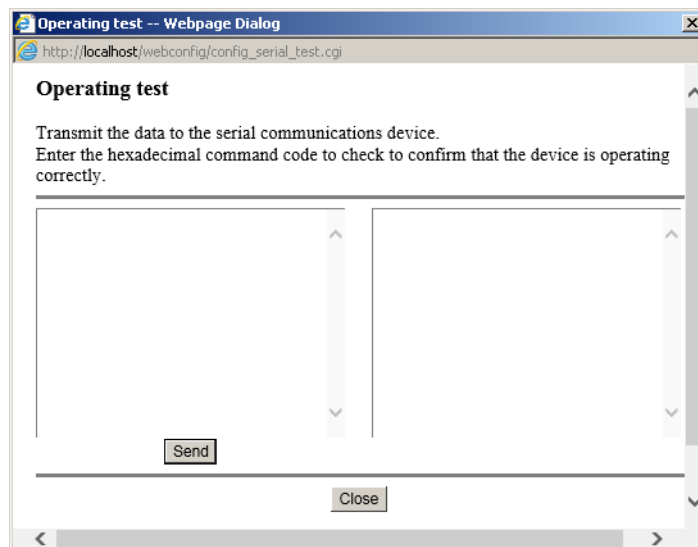 Operating test -- Webpage Dialog
http://localhost/webconfig/config_serial_test.cgi
Operating test
Transmit the data to the serial communications device.
Enter the hexadecimal command code to check to confirm that the device is operating
correctly.
Send
Close